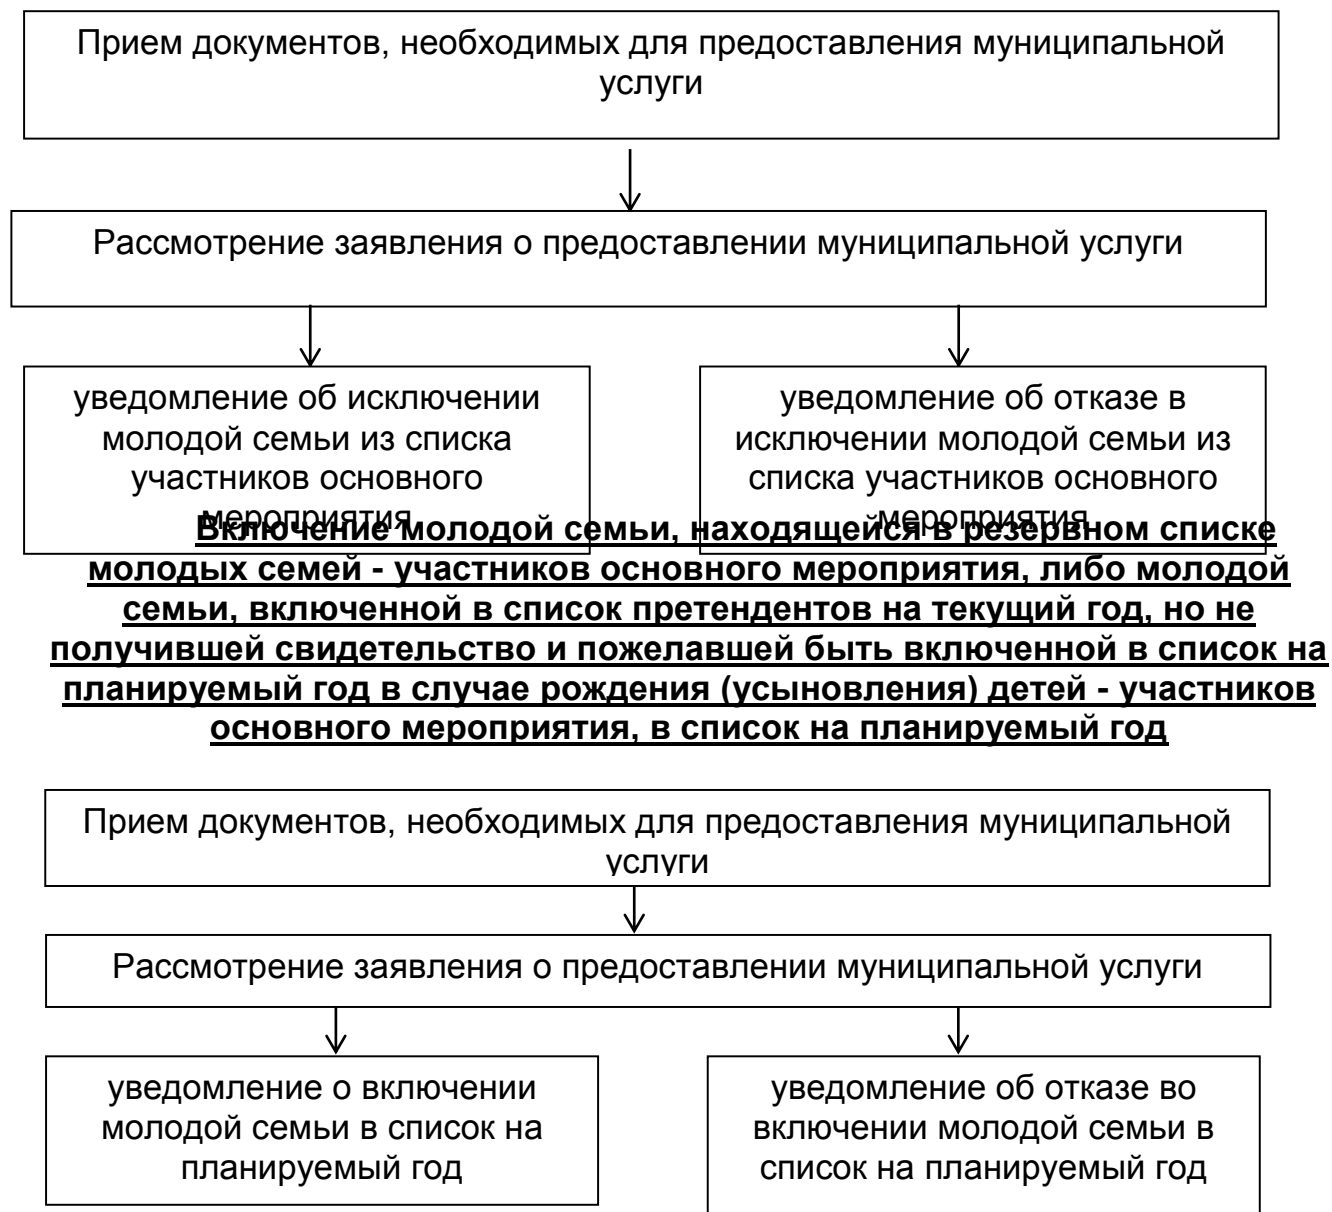 Прием документов, необходимых для предоставления муниципальной
услуги
Рассмотрение заявления о предоставлении муниципальной услуги
уведомление об исключении
молодой семьи из списка
участников основного
мероприятия
уведомление об отказе в
исключении молодой семьи из
списка участников основного
мероприятия
Включение молодой семьи, находящейся в резервном списке
молодых семей - участников основного мероприятия, либо молодой
семьи, включенной в список претендентов на текущий год, но не
получившей свидетельство и пожелавшей быть включенной в список на
планируемый год в случае рождения (усыновления) детей - участников
основного мероприятия, в список на планируемый год
Прием документов, необходимых для предоставления муниципальной
услуги
Рассмотрение заявления о предоставлении муниципальной услуги
уведомление о включении
молодой семьи в список на
планируемый год
уведомление об отказе во
включении молодой семьи в
список на планируемый год